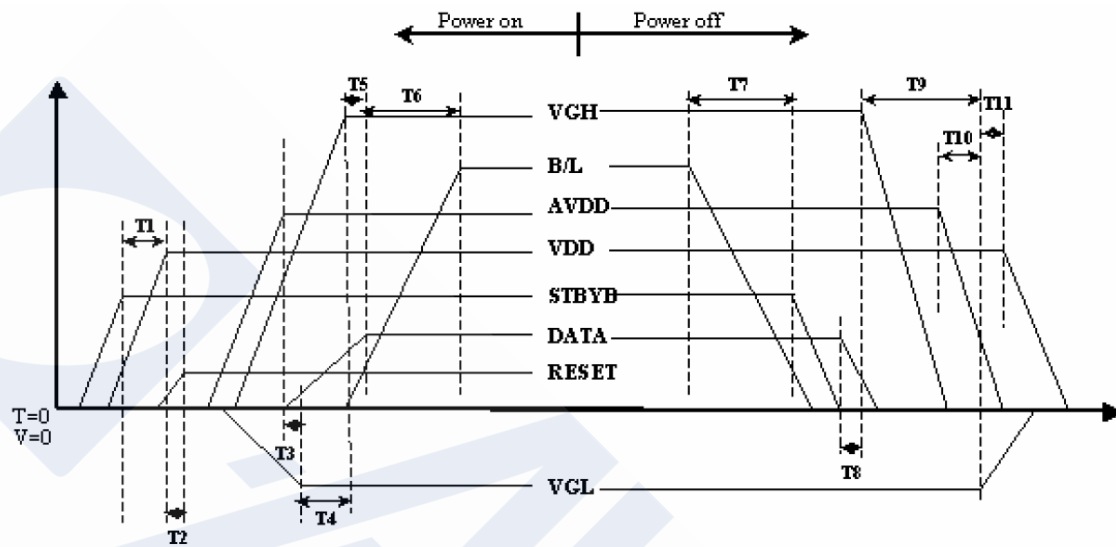 Power on Power off
T5 T6 T7 T9 T11
VGH
T10
B/L
AVDD
T1
VDD
STBYB
DATA
RESET
T=0
V=0
T3
T8
VGL
T4
T2